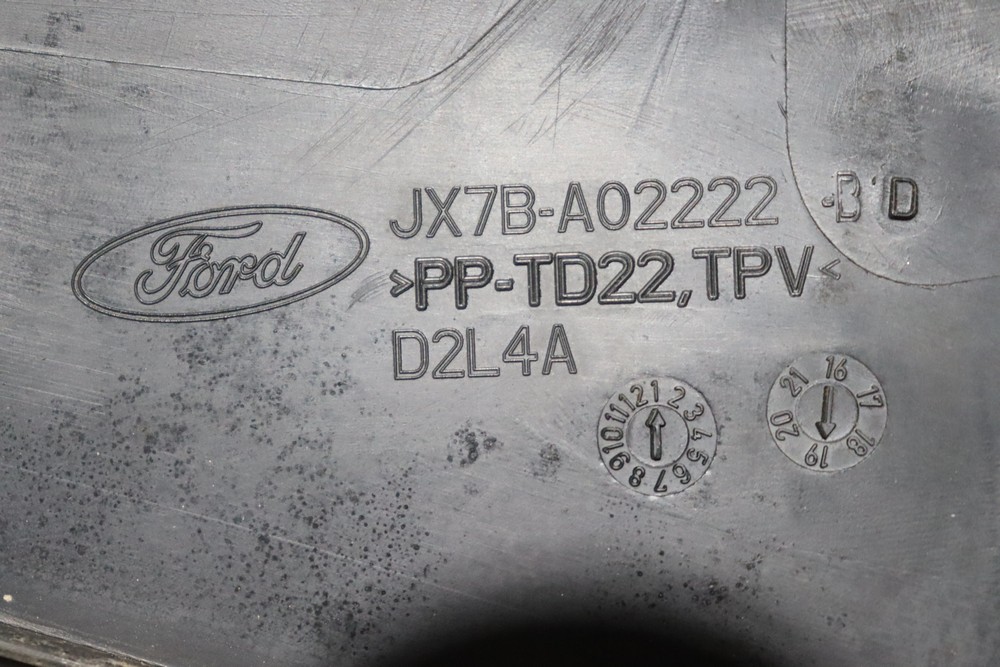 Ford
JX7B-A02222 -B D
>PP-TD22,TPV<
D2L4A
1 2 3 4 5 6 7 8 9 10 11 12
16 17 18 19 20 21